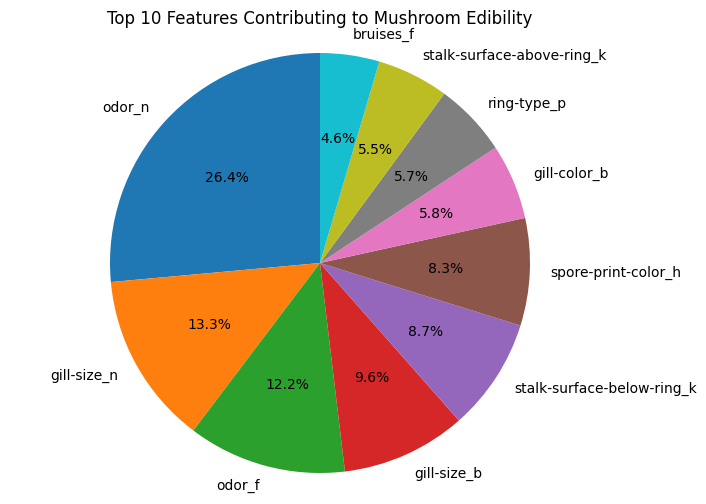 Top 10 Features Contributing to Mushroom Edibility
bruises_f
stalk-surface-above-ring_k
ring-type_p
odor_n
gill-color_b
spore-print-color_h
stalk-surface-below-ring_k
gill-size_b
odor_f
gill-size_n
4.6%
5.5%
5.7%
5.8%
8.3%
8.7%
9.6%
12.2%
13.3%
26.4%